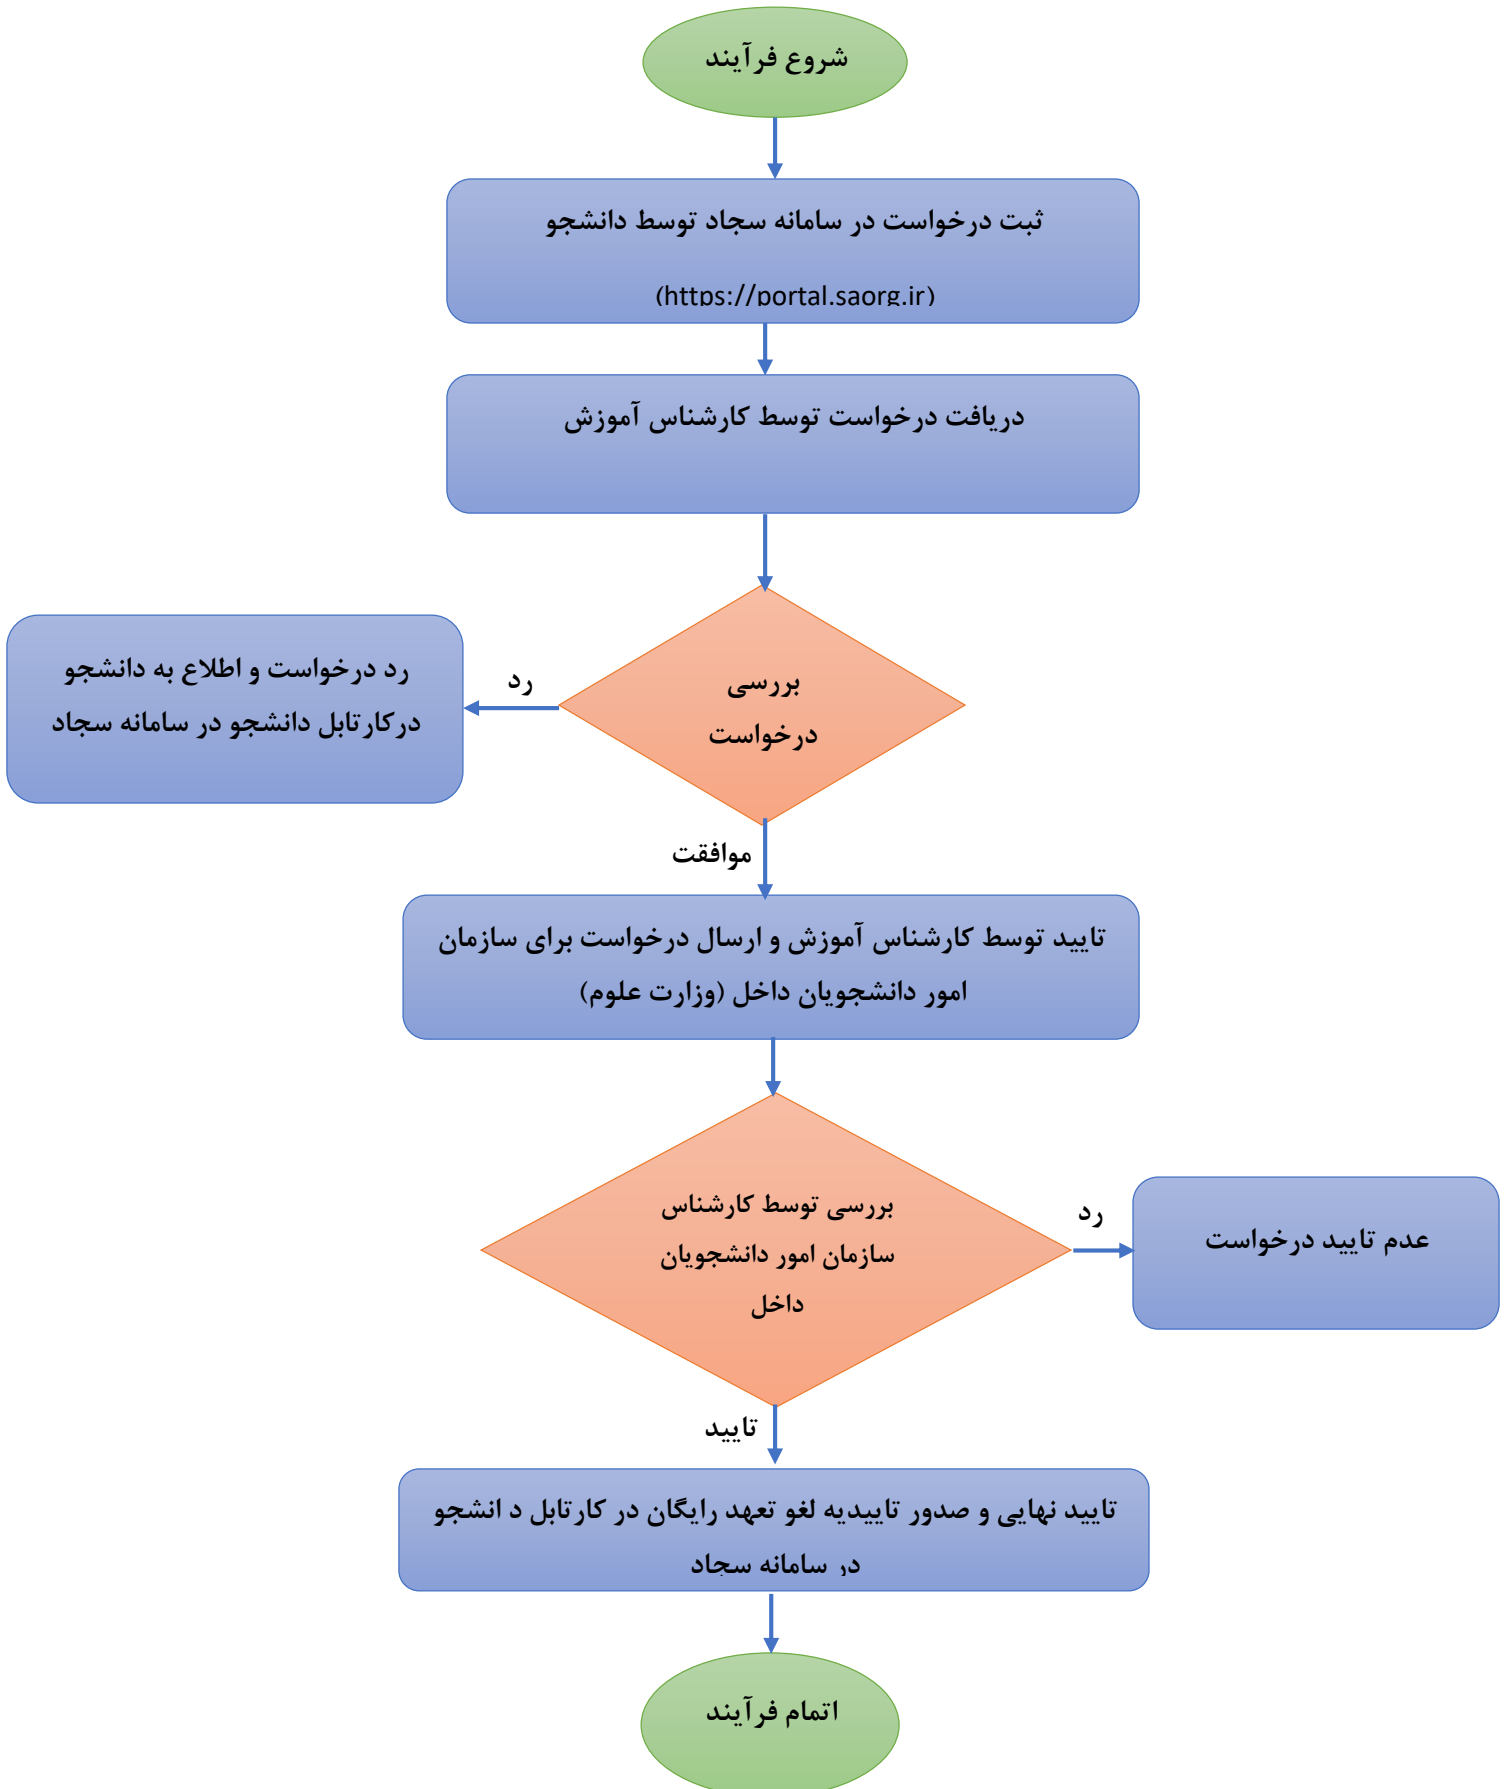 شروع فرآیند
ثبت درخواست در سامانه سجاد توسط دانشجو
(https://portal.saorg.ir)
دریافت درخواست توسط کارشناس آموزش
بررسی
درخواست
رد
رد درخواست و اطلاع به دانشجو
درکارتابل دانشجو در سامانه سجاد
موافقت
تایید توسط کارشناس آموزش و ارسال درخواست برای سازمان
امور دانشجویان داخل (وزارت علوم)
بررسی توسط کارشناس
سازمان امور دانشجویان
داخل
رد
عدم تایید درخواست
تایید
تایید نهایی و صدور تاییدیه لغو تعهد رایگان در کارتابل د انشجو
در سامانه سجاد
اتمام فرآیند